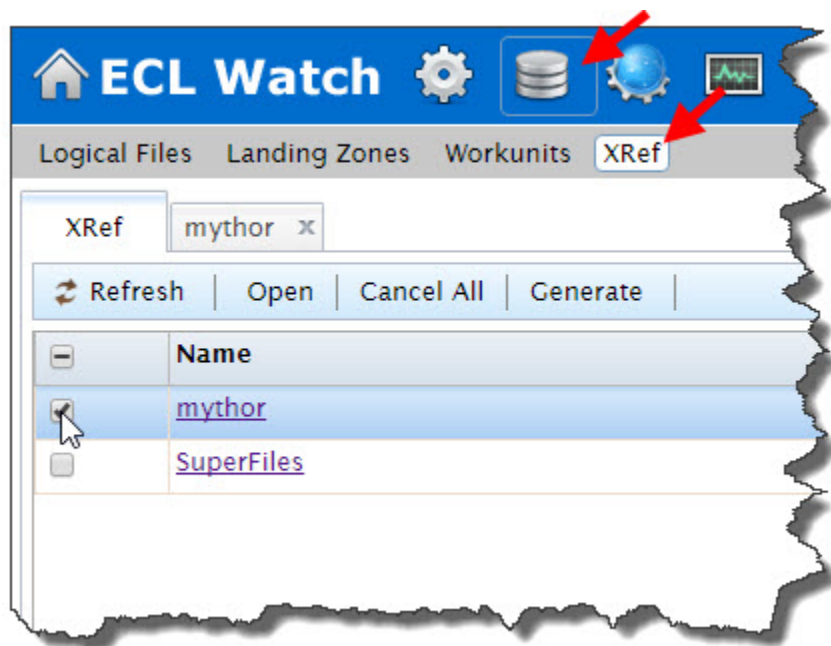 ECL Watch
Logical Files Landing Zones Workunits XRef
XRef mythor x
Refresh Open Cancel All Generate
Name
mythor
SuperFiles